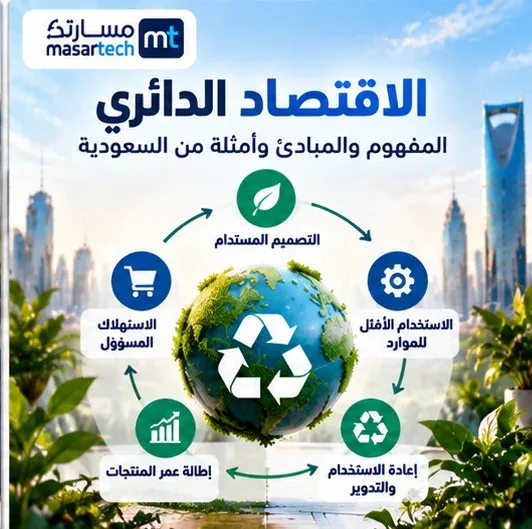 مسارتك
masartech
mt
الاقتصاد الدائري
المفهوم والمبادئ وأمثلة من السعودية
التصميم المستدام
الاستخدام الأمثل
للموارد
إعادة الاستخدام
والتدوير
إطالة عمر المنتجات
الاستهلاك
المسؤول